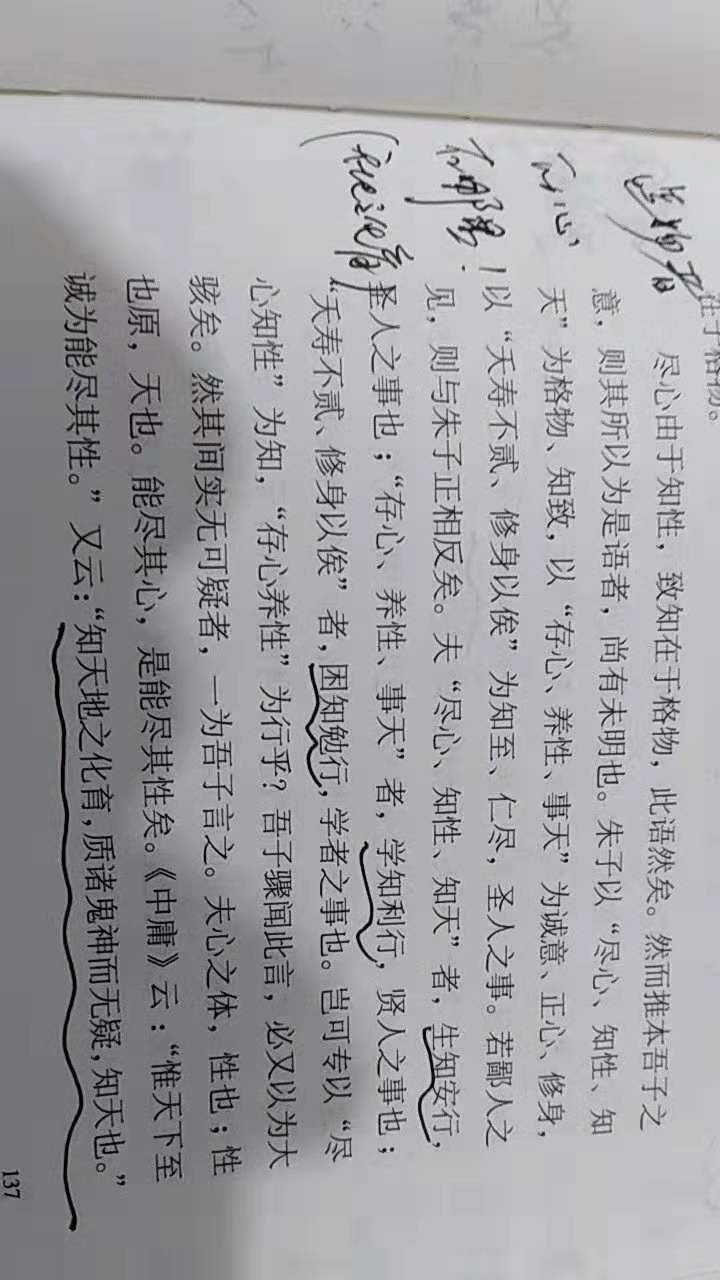 在于格物。
尽心由于知性，致知在于格物，此语然矣。然而推本吾子之
意，则其所以为是语者，尚有未明也。朱子以“尽心、知性、知
天”为格物、知致，以“存心、养性、事天”为诚意、正心、修身，
以“夭寿不贰、修身以俟”为知至、仁尽，圣人之事。若鄙人之
见，则与朱子正相反矣。夫“尽心、知性、知天”者，生知安行，
圣人之事也；“存心、养性、事天”者，学知利行，贤人之事也；
“夭寿不贰、修身以俟”者，困知勉行，学者之事也。岂可专以“尽
心知性”为知，“存心养性”为行乎？吾子骤闻此言，必又以为大
骇矣。然其间实无可疑者，一为吾子言之。夫心之体，性也；性
也原，天也。能尽其心，是能尽其性矣。《中庸》云：“惟天下至
诚为能尽其性。”又云：“知天地之化育，质诸鬼神而无疑，知天也。”
137